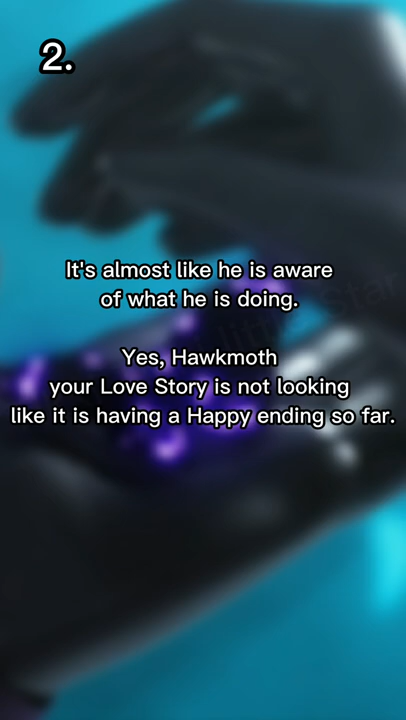 2.
It's almost like he is aware
of what he is doing.
Yes, Hawkmoth
your Love Story is not looking
like it is having a Happy ending so far.